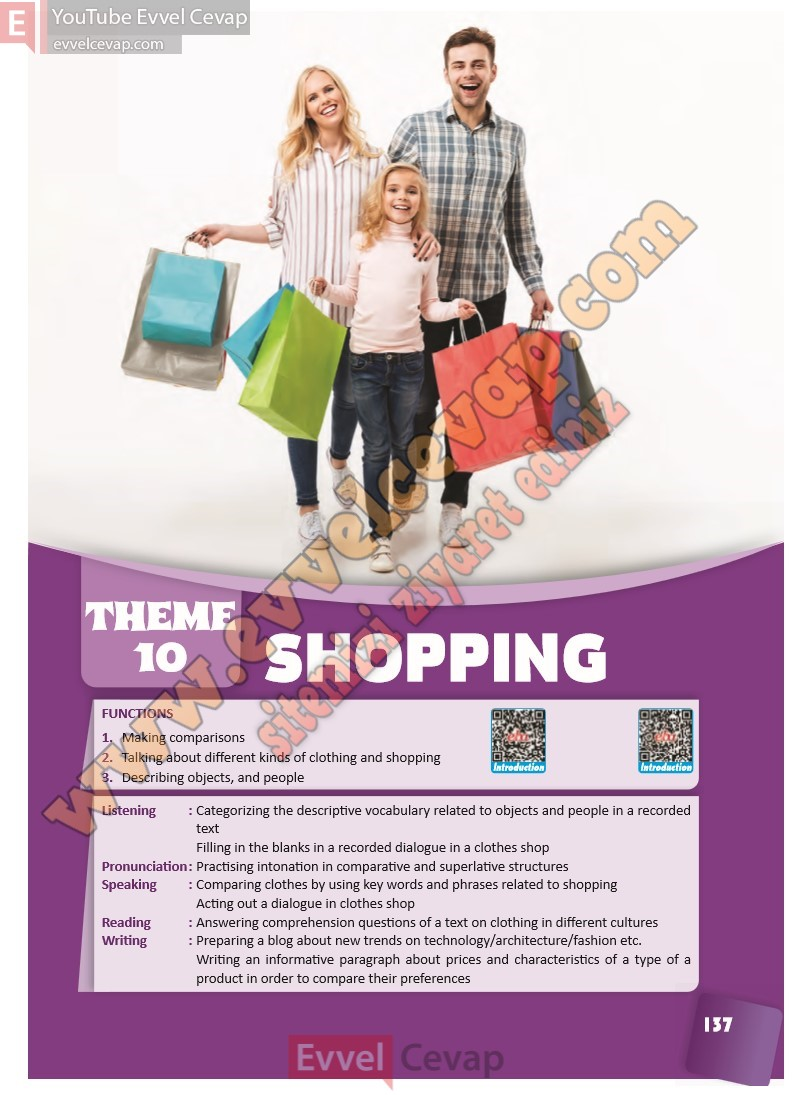 E
YouTube Evvel Cevap
evvelcevap.com
www.evvelcevap.com
sitemizi ziyaret ediniz
THEME
10
SHOPPING
FUNCTIONS
1. Making comparisons
2. Talking about different kinds of clothing and shopping
3. Describing objects, and people
Introduction
Introduction
Listening : Categorizing the descriptive vocabulary related to objects and people in a recorded
text
Filling in the blanks in a recorded dialogue in a clothes shop
Pronunciation : Practising intonation in comparative and superlative structures
Speaking : Comparing clothes by using key words and phrases related to shopping
Acting out a dialogue in clothes shop
Reading : Answering comprehension questions of a text on clothing in different cultures
Writing : Preparing a blog about new trends on technology/architecture/fashion etc.
Writing an informative paragraph about prices and characteristics of a type of a
product in order to compare their preferences
137
Evvel Cevap